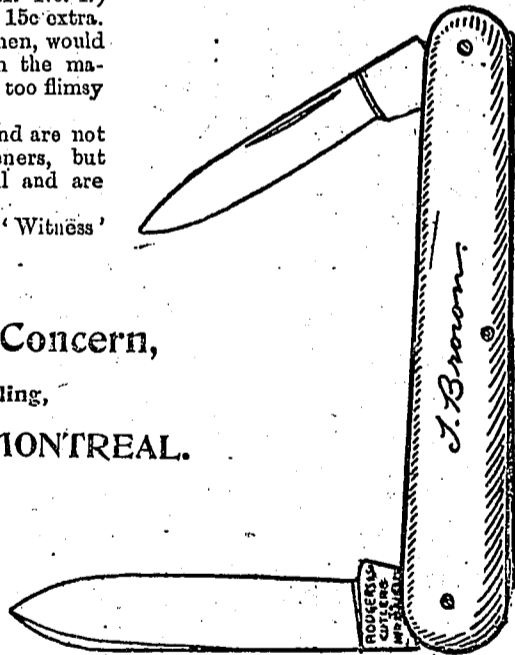 15c extra.
hen, would
n the ma-
too flimsy
nd are not
ners, but
l and are
'Witness'
Concern,
ling,
MONTREAL.
J. Brown.
RODGERS
CUTLERS